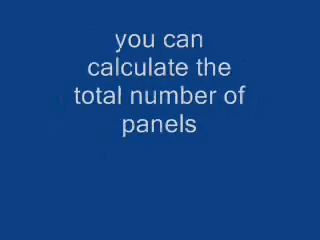 you can
calculate the
total number of
panels